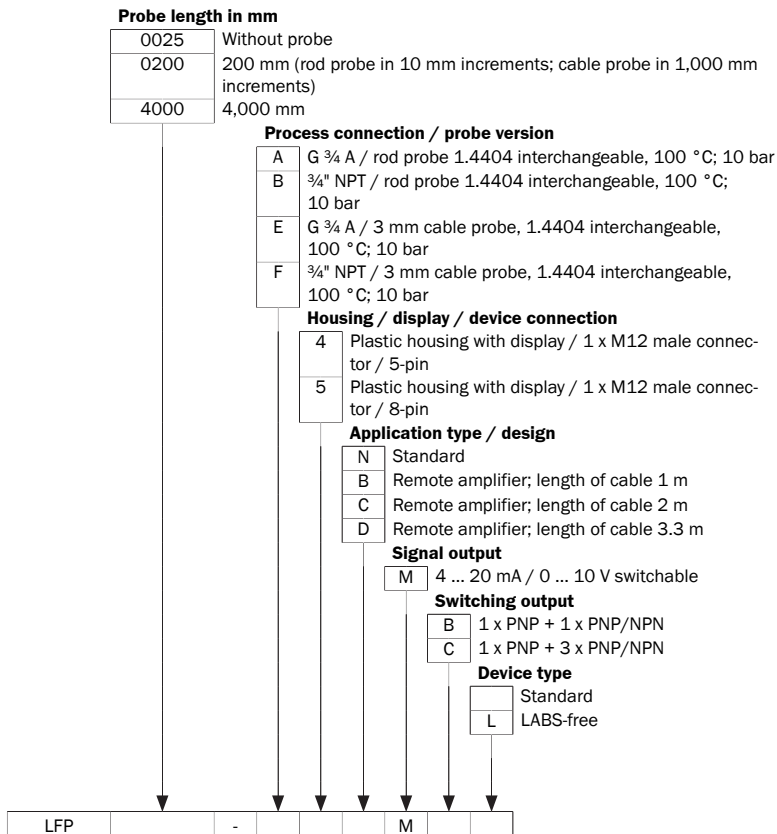 Probe length in mm
0025 Without probe
0200 200 mm (rod probe in 10 mm increments; cable probe in 1,000 mm
increments)
4000 4,000 mm
Process connection / probe version
A G ¾ A / rod probe 1.4404 interchangeable, 100 °C; 10 bar
B ¾" NPT / rod probe 1.4404 interchangeable, 100 °C;
10 bar
E G ¾ A / 3 mm cable probe, 1.4404 interchangeable,
100 °C; 10 bar
F ¾" NPT / 3 mm cable probe, 1.4404 interchangeable,
100 °C; 10 bar
Housing / display / device connection
4 Plastic housing with display / 1 x M12 male connec-
tor / 5-pin
5 Plastic housing with display / 1 x M12 male connec-
tor / 8-pin
Application type / design
N Standard
B Remote amplifier; length of cable 1 m
C Remote amplifier; length of cable 2 m
D Remote amplifier; length of cable 3.3 m
Signal output
M 4 ... 20 mA / 0 ... 10 V switchable
Switching output
B 1 x PNP + 1 x PNP/NPN
C 1 x PNP + 3 x PNP/NPN
Device type
Standard
L LABS-free
LFP - M